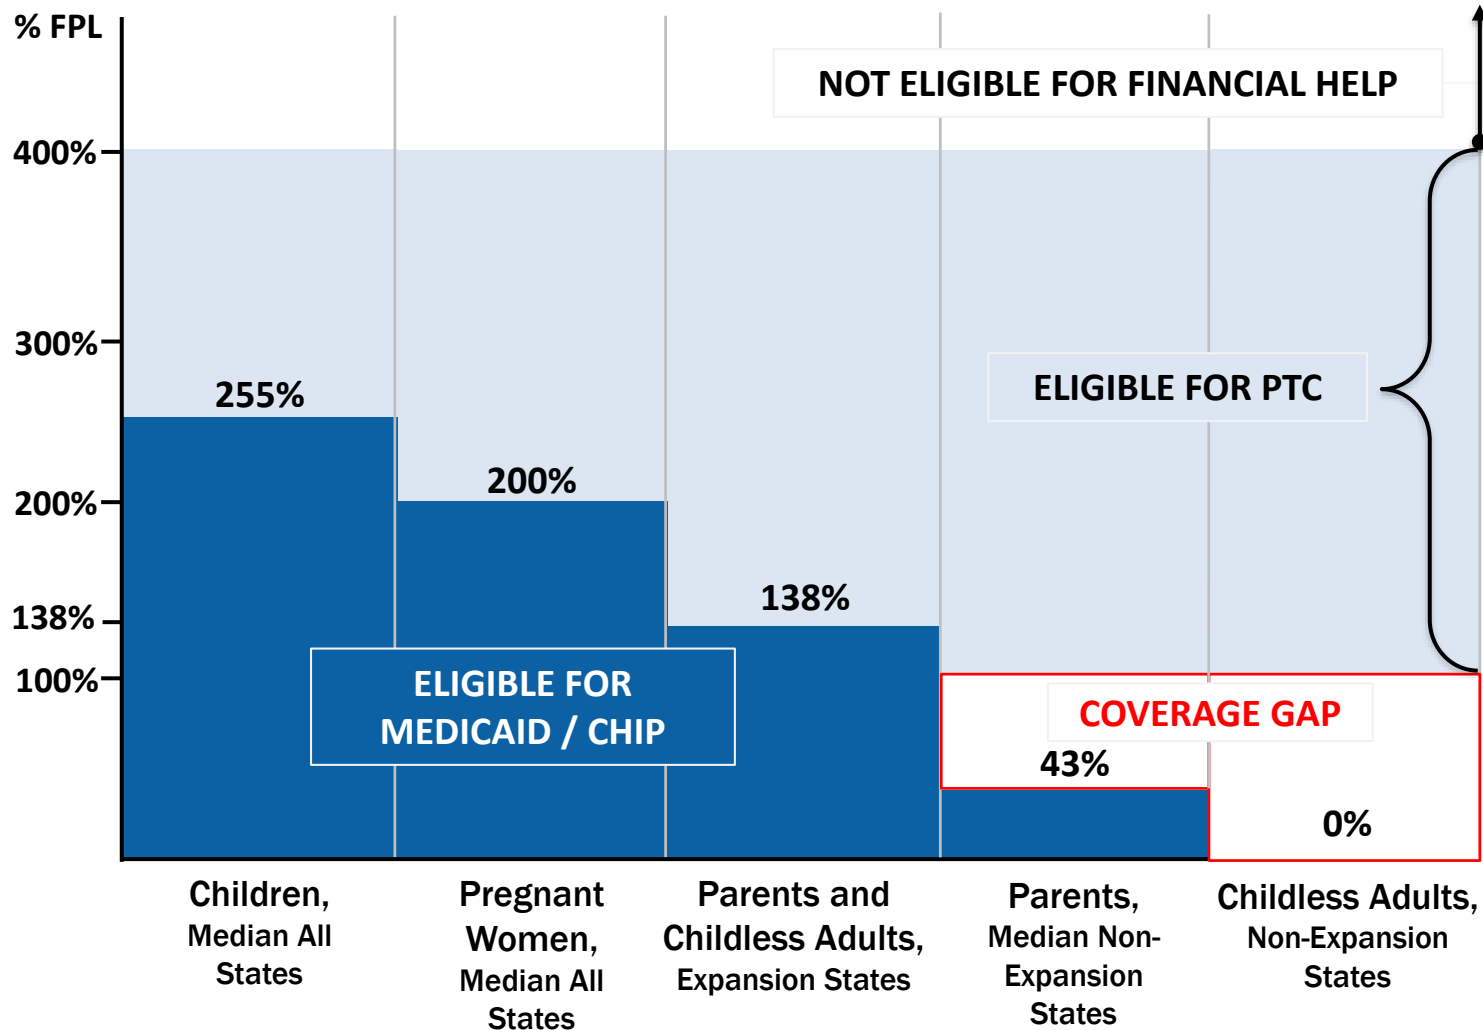 % FPL
NOT ELIGIBLE FOR FINANCIAL HELP
400%
300%
255%
ELIGIBLE FOR PTC
200%
200%
138%
138%
100%
ELIGIBLE FOR
MEDICAID / CHIP
COVERAGE GAP
43%
0%
Children,
Median All
States
Pregnant
Women,
Median All
States
Parents and
Childless Adults,
Expansion States
Parents,
Median Non-
Expansion
States
Childless Adults,
Non-Expansion
States